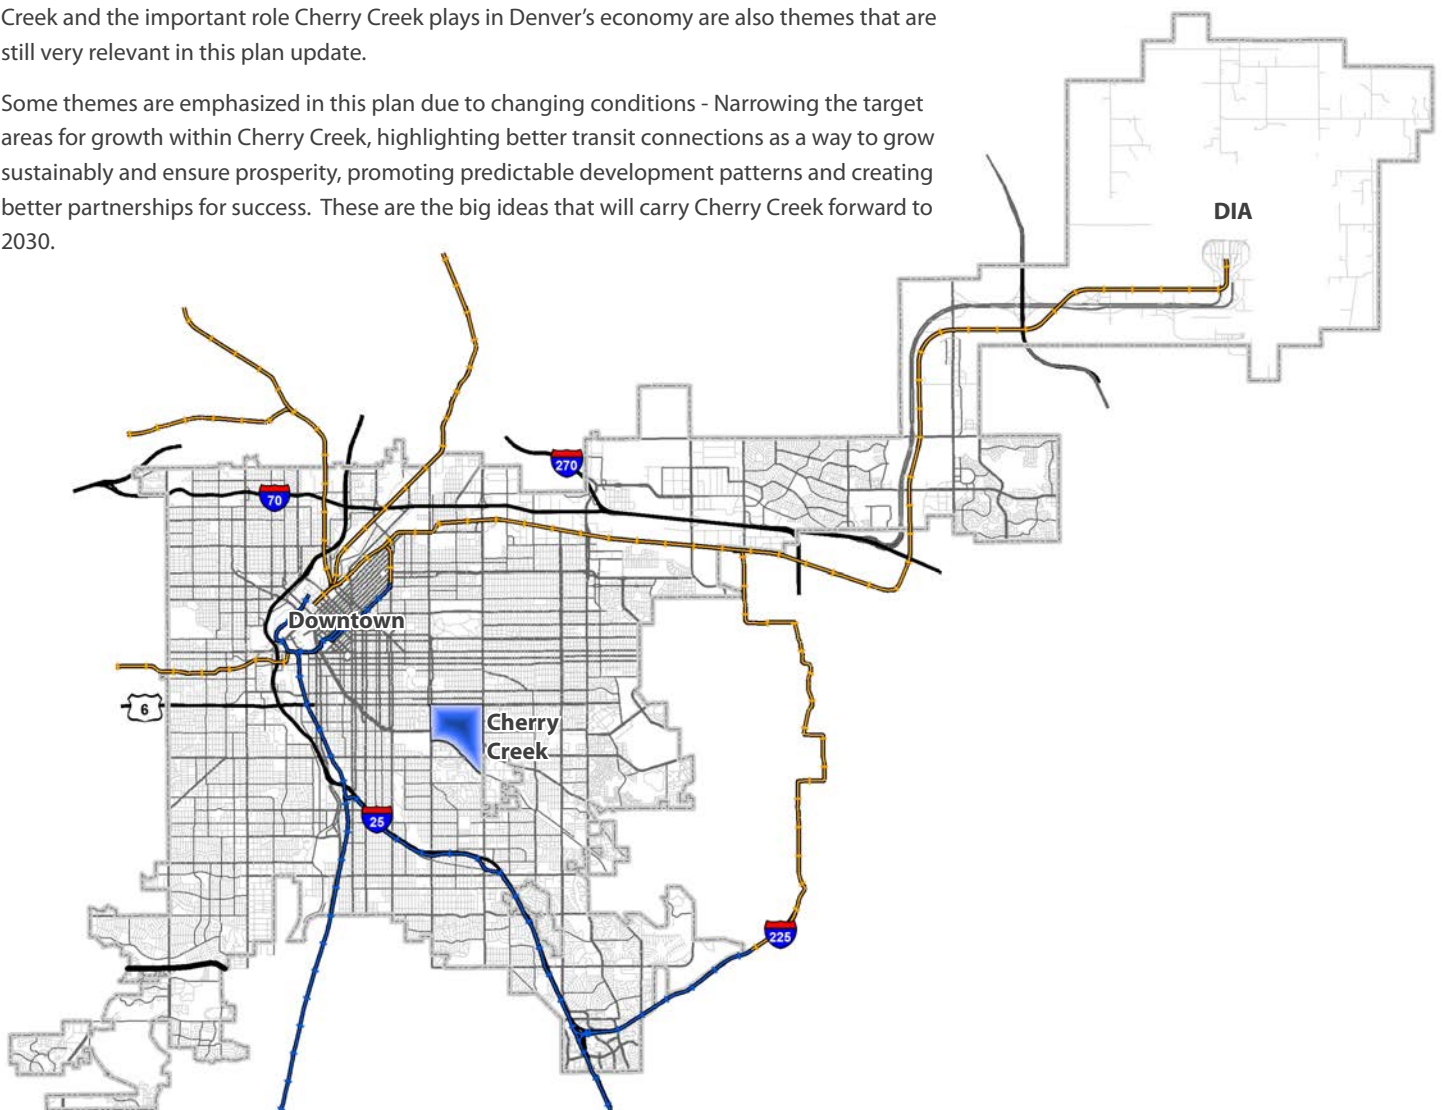 Creek and the important role Cherry Creek plays in Denver’s economy are also themes that are
still very relevant in this plan update.
Some themes are emphasized in this plan due to changing conditions - Narrowing the target
areas for growth within Cherry Creek, highlighting better transit connections as a way to grow
sustainably and ensure prosperity, promoting predictable development patterns and creating
better partnerships for success.  These are the big ideas that will carry Cherry Creek forward to
2030.
DIA
270
70
Downtown
6
Cherry
Creek
25
225